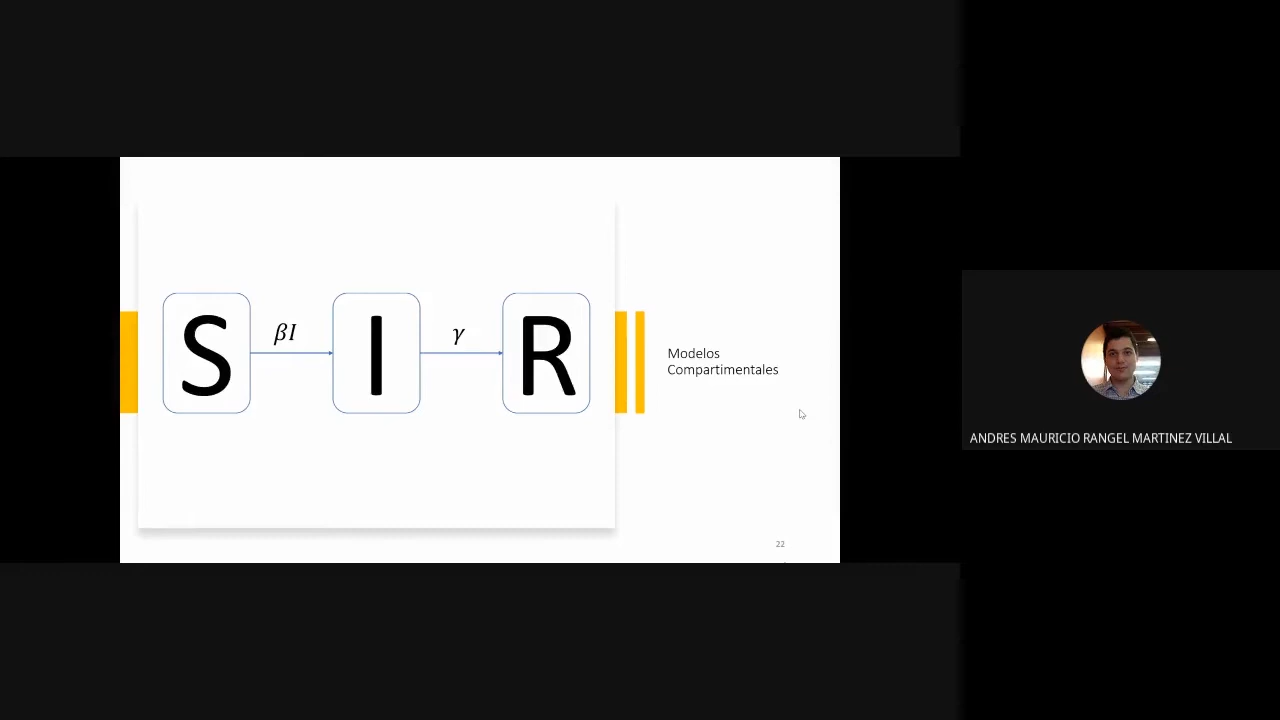 S
βI
I
γ
R
Modelos
Compartimentales
22
ANDRES MAURICIO RANGEL MARTINEZ VILLAL